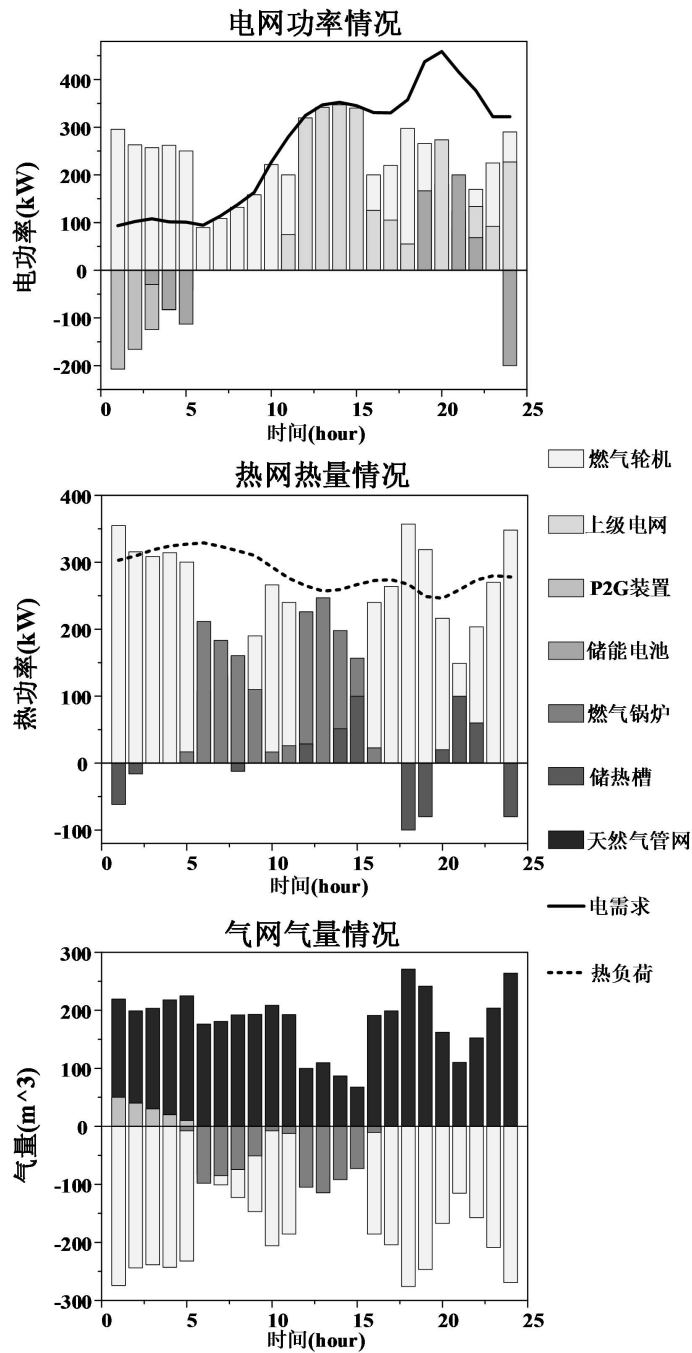 电网功率情况
400
300
200
100
0
-100
-200
电功率(kW)
0 5 10 15 20 25
时间(hour)
热网热量情况
400
300
200
100
0
-100
热功率(kW)
0 5 10 15 20 25
时间(hour)
气网气量情况
300
200
100
0
-100
-200
-300
气量(m^3)
0 5 10 15 20 25
时间(hour)
燃气轮机
上级电网
P2G装置
储能电池
燃气锅炉
储热槽
天然气管网
电需求
热负荷